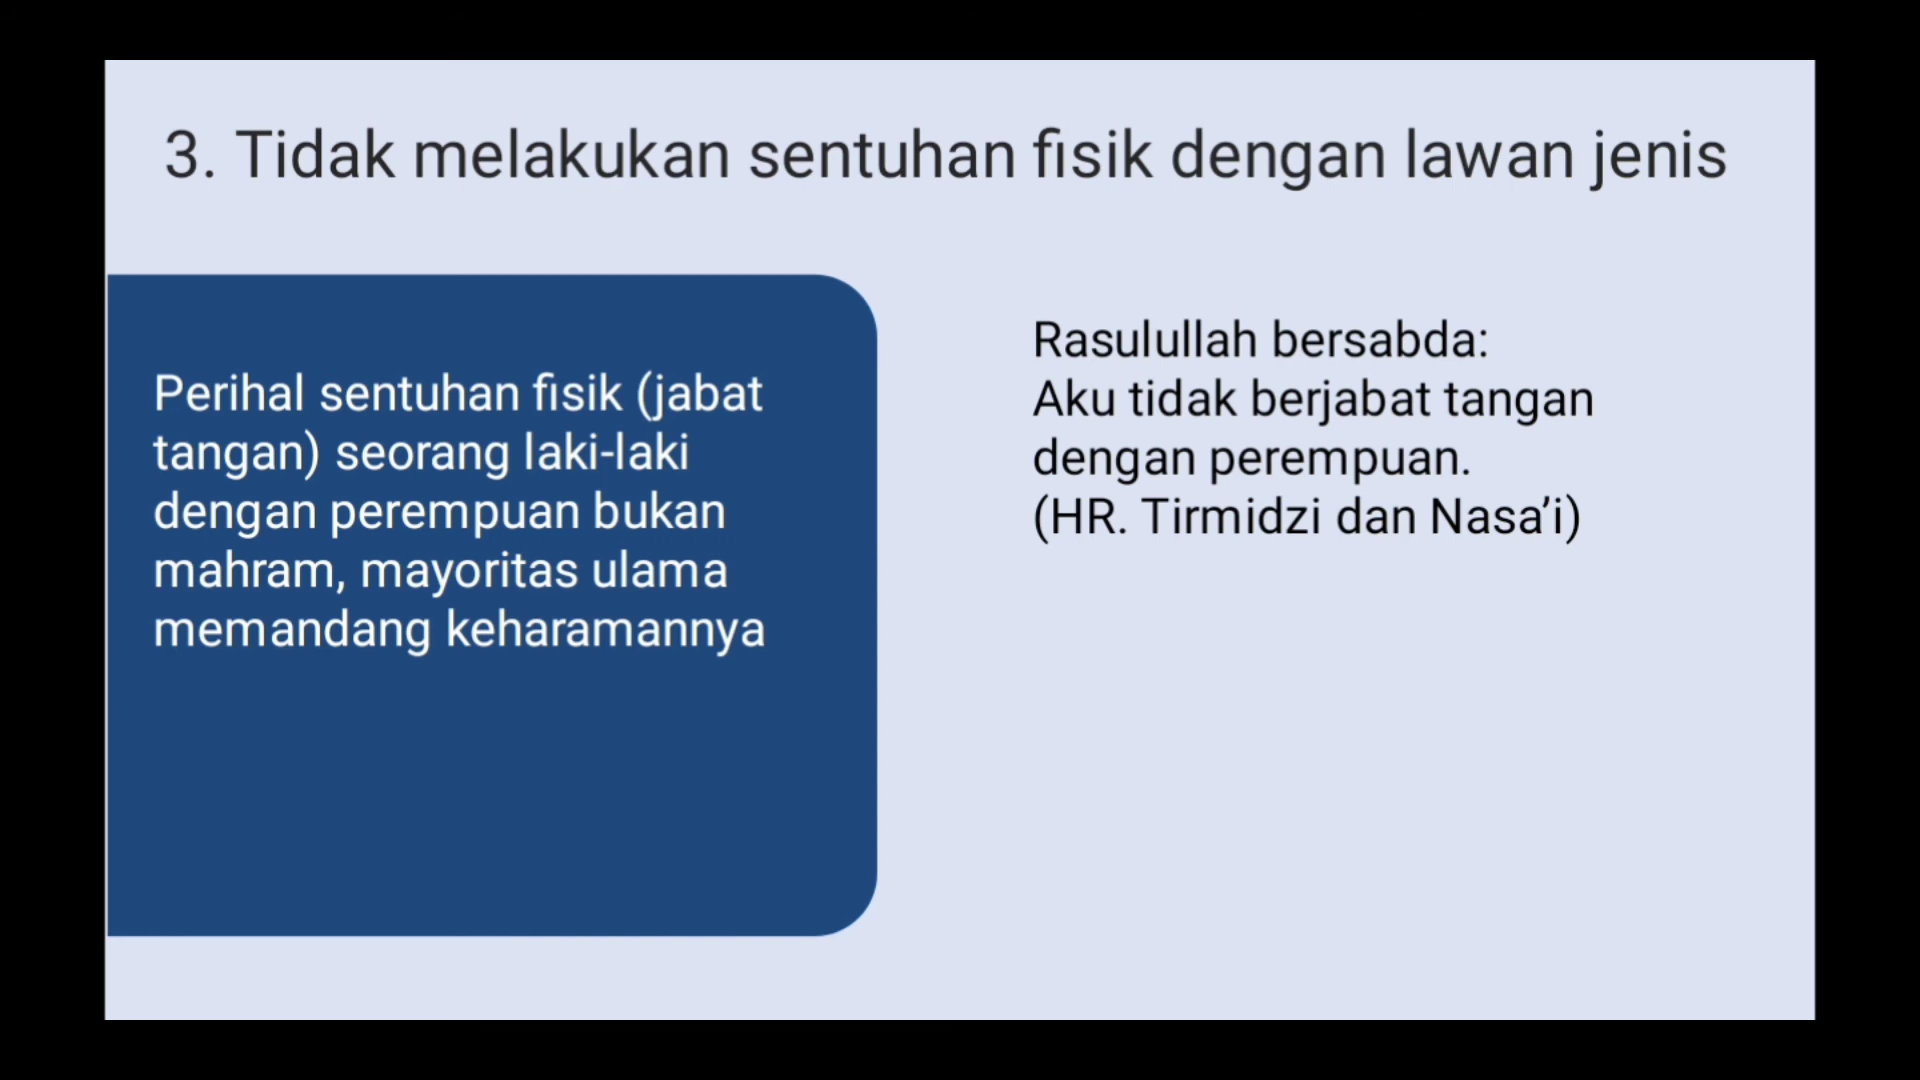 3. Tidak melakukan sentuhan fisik dengan lawan jenis
Perihal sentuhan fisik (jabat
tangan) seorang laki-laki
dengan perempuan bukan
mahram, mayoritas ulama
memandang keharamannya
Rasulullah bersabda:
Aku tidak berjabat tangan
dengan perempuan.
(HR. Tirmidzi dan Nasa’i)